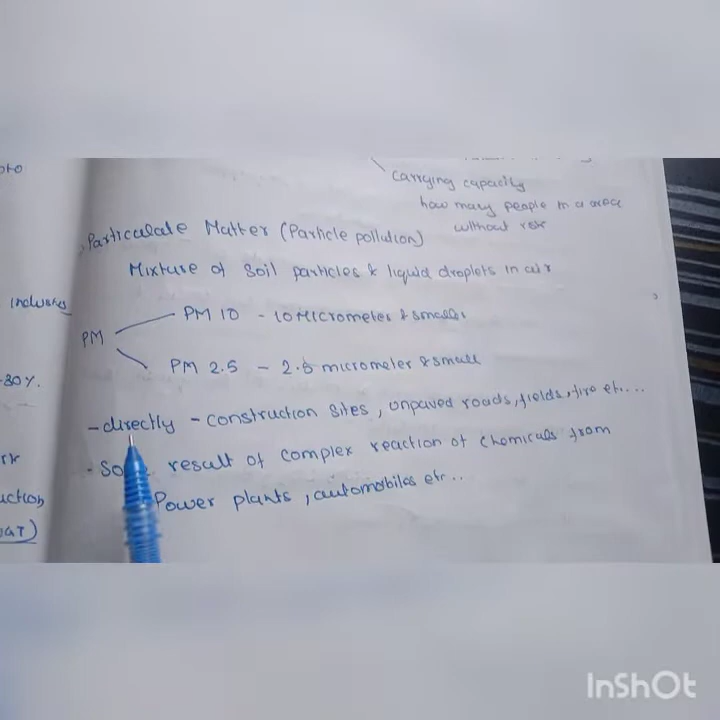 carrying capacity
how many people in a area
without risk
Particulate Matter (Particle pollution)
Mixture of Soil particles & liquid droplets in air
industries
PM
PM 10 - 10 Micrometer & smaller
PM 2.5 - 2.5 micrometer & small
-30%.
- directly - construction sites, unpaved roads, fields, fire etc...
- result of complex reaction of chemicals from
Power plants, automobiles etc..
InShOt